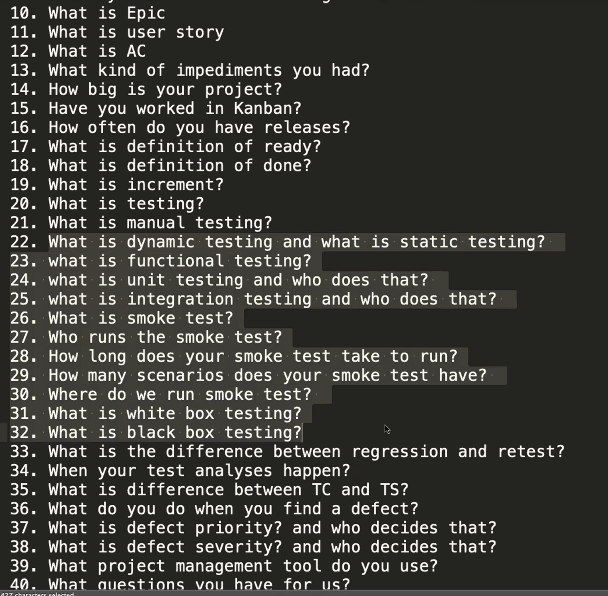 10. What is Epic
11. What is user story
12. What is AC
13. What kind of impediments you had?
14. How big is your project?
15. Have you worked in Kanban?
16. How often do you have releases?
17. What is definition of ready?
18. What is definition of done?
19. What is increment?
20. What is testing?
21. What is manual testing?
22. What is dynamic testing and what is static testing?
23. what is functional testing?
24. what is unit testing and who does that?
25. what is integration testing and who does that?
26. What is smoke test?
27. Who runs the smoke test?
28. How long does your smoke test take to run?
29. How many scenarios does your smoke test have?
30. Where do we run smoke test?
31. What is white box testing?
32. What is black box testing?
33. What is the difference between regression and retest?
34. When your test analyses happen?
35. What is difference between TC and TS?
36. What do you do when you find a defect?
37. What is defect priority? and who decides that?
38. What is defect severity? and who decides that?
39. What project management tool do you use?
40. What questions you have for us?
characters selected